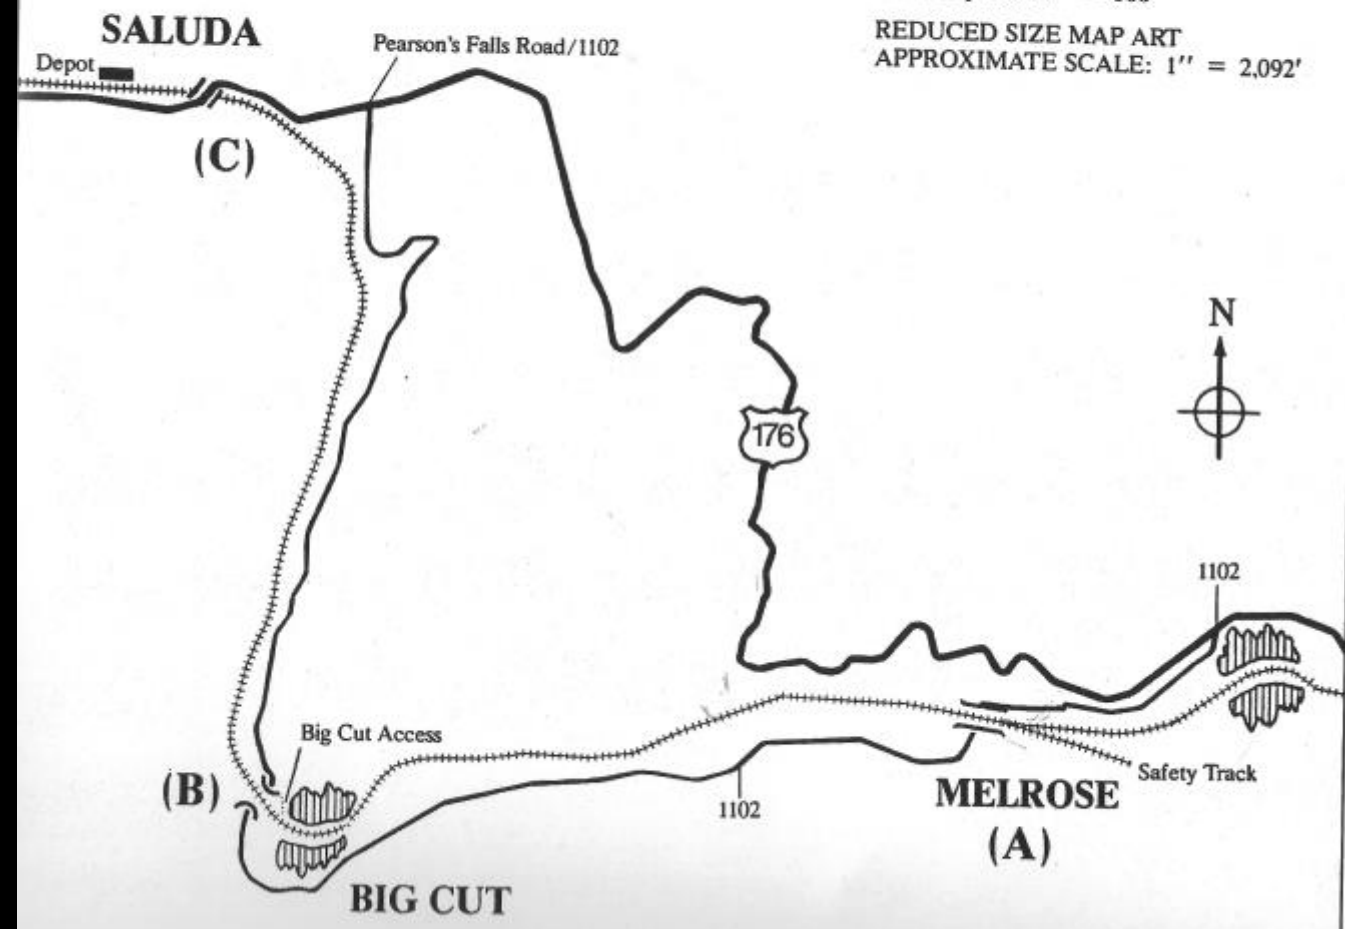 REDUCED SIZE MAP ART
APPROXIMATE SCALE: 1" = 2,092'
SALUDA
Pearson's Falls Road/1102
Depot
(C)
N
176
1102
Big Cut Access
(B)
Safety Track
MELROSE
1102
(A)
BIG CUT